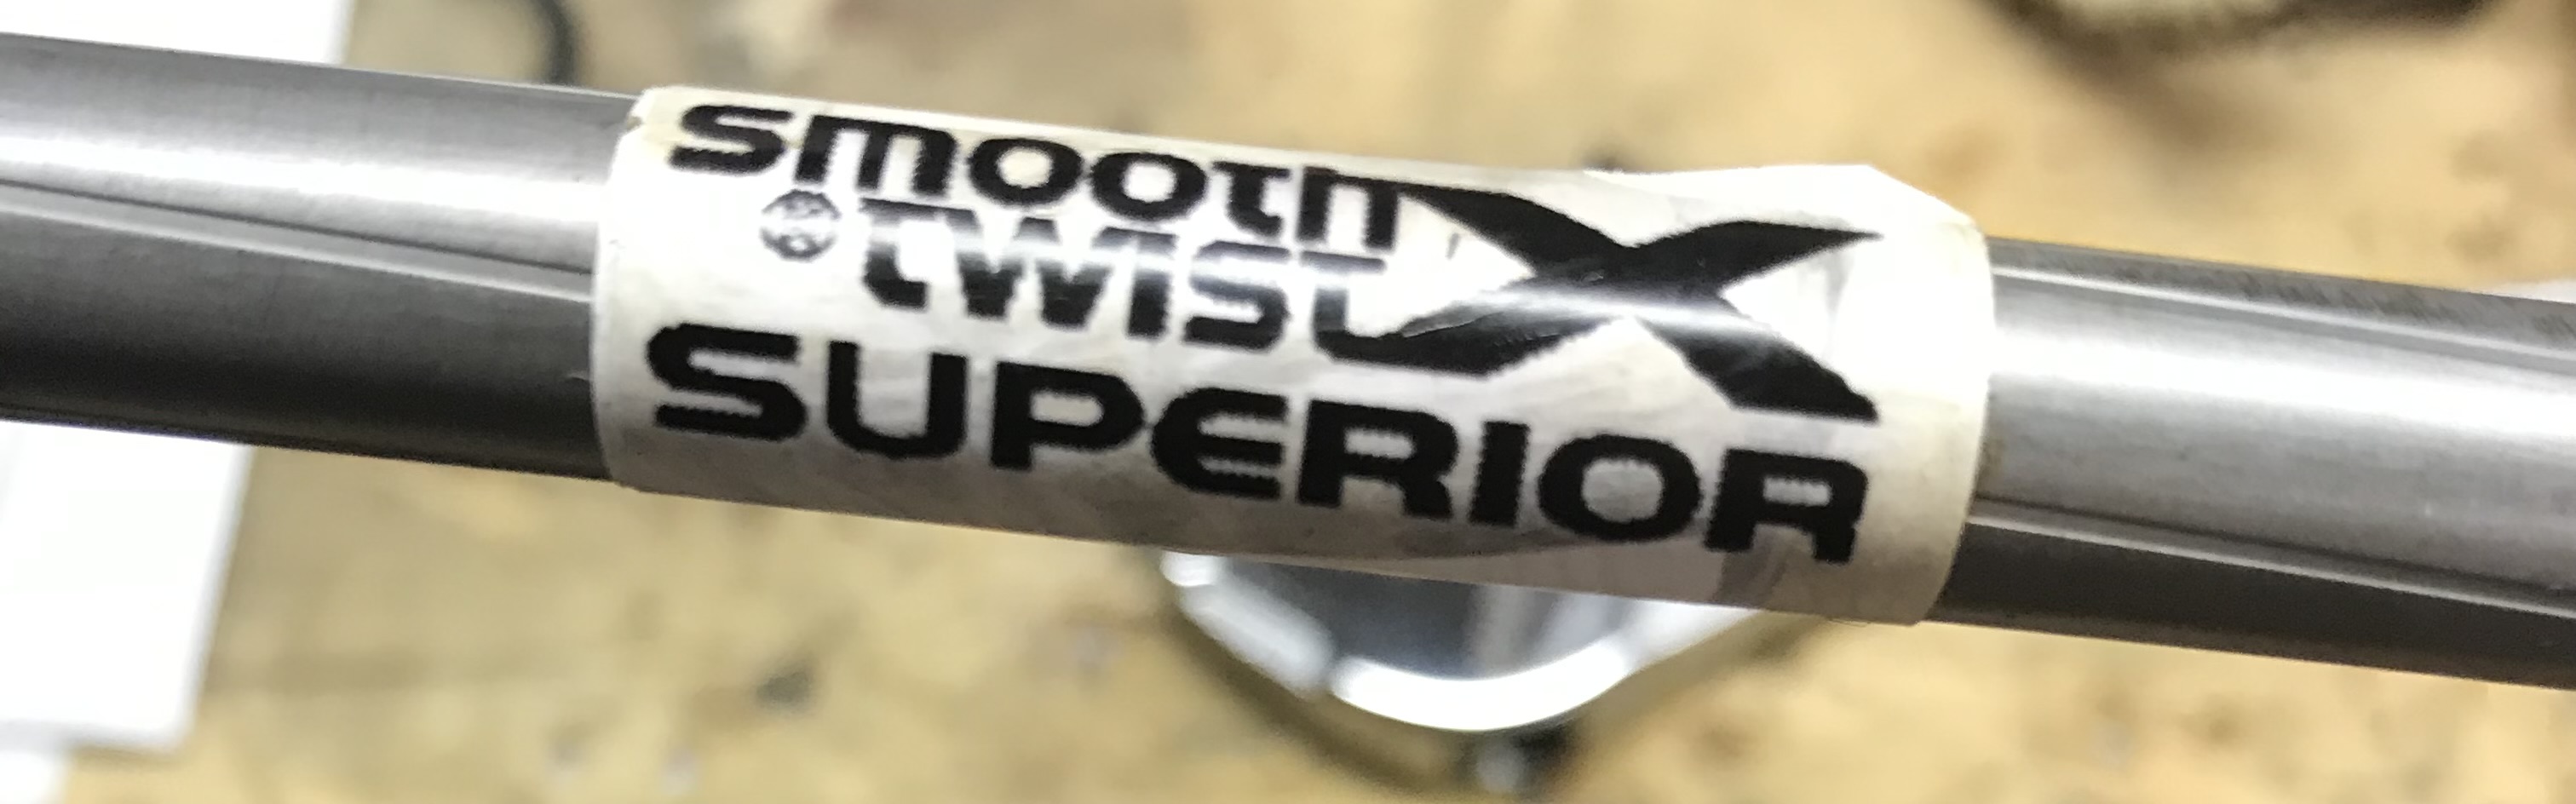 smooth
twist X
SUPERIOR